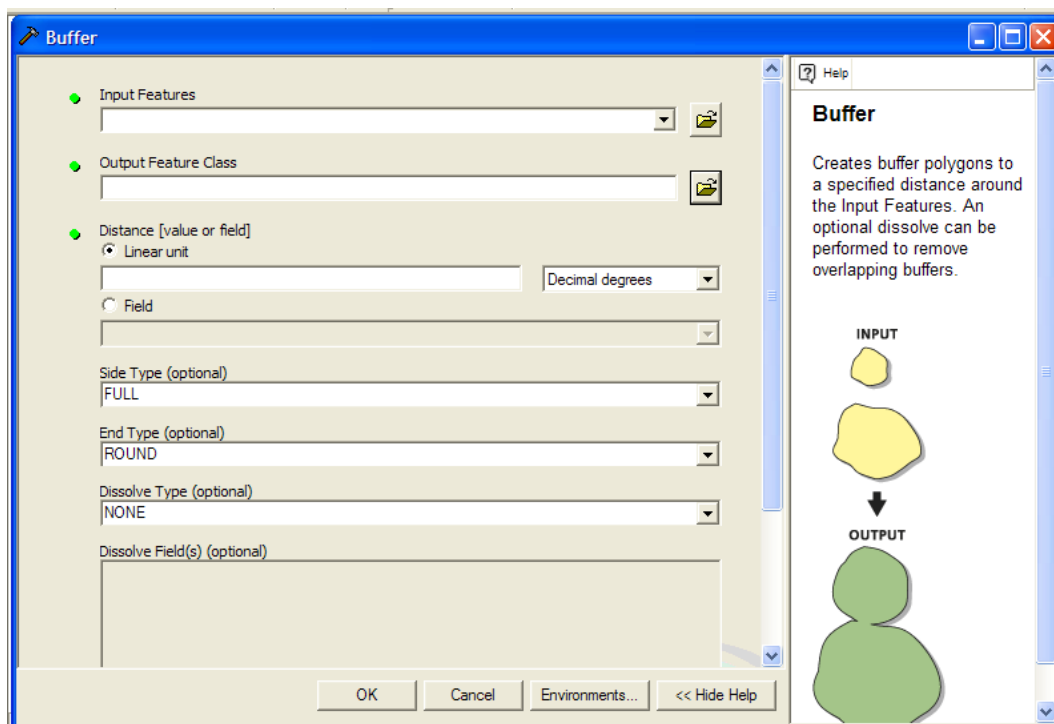 Buffer
Input Features
Output Feature Class
Distance [value or field]
Linear unit
Decimal degrees
Field
Side Type (optional)
FULL
End Type (optional)
ROUND
Dissolve Type (optional)
NONE
Dissolve Field(s) (optional)
OK Cancel Environments... << Hide Help
Help
Buffer
Creates buffer polygons to
a specified distance around
the Input Features. An
optional dissolve can be
performed to remove
overlapping buffers.
INPUT
OUTPUT